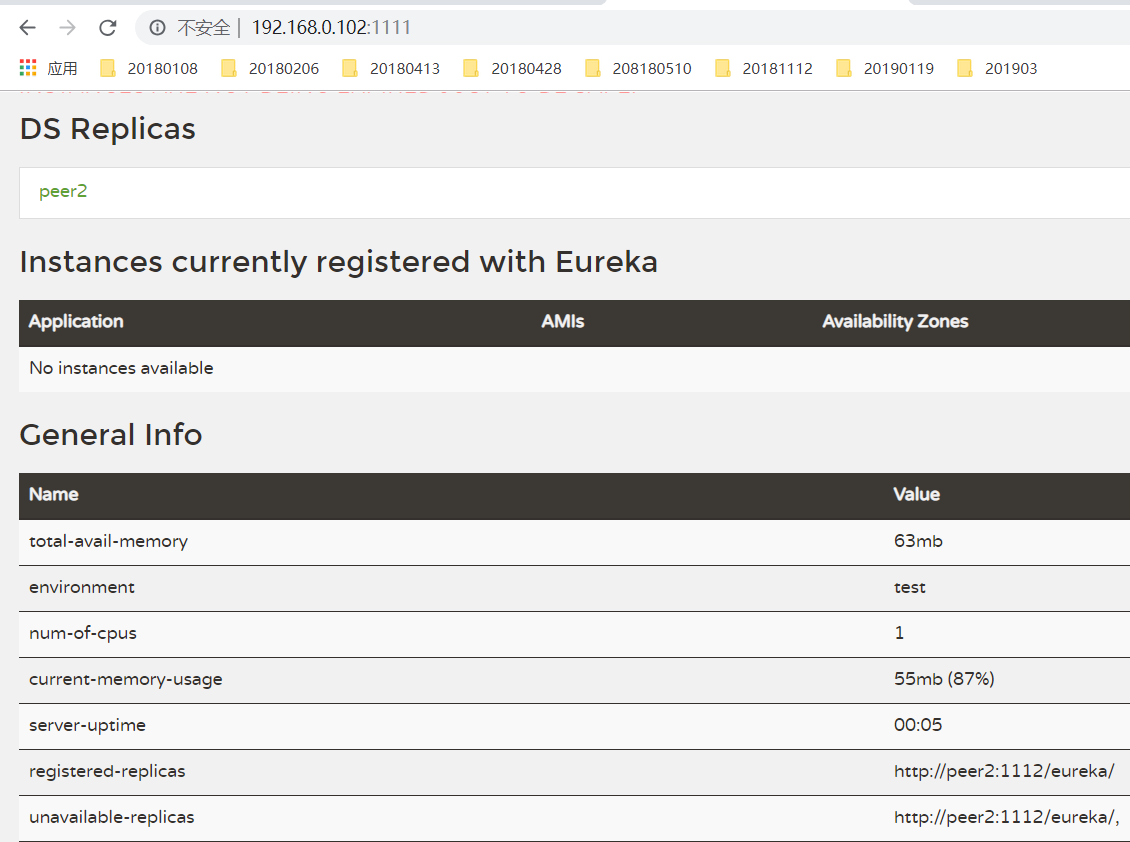 不安全 | 192.168.0.102:1111
应用 20180108 20180206 20180413 20180428 208180510 20181112 20190119 201903
DS Replicas
peer2
Instances currently registered with Eureka
Application AMIs Availability Zones
No instances available
General Info
Name Value
total-avail-memory 63mb
environment test
num-of-cpus 1
current-memory-usage 55mb (87%)
server-uptime 00:05
registered-replicas http://peer2:1112/eureka/
unavailable-replicas http://peer2:1112/eureka/,